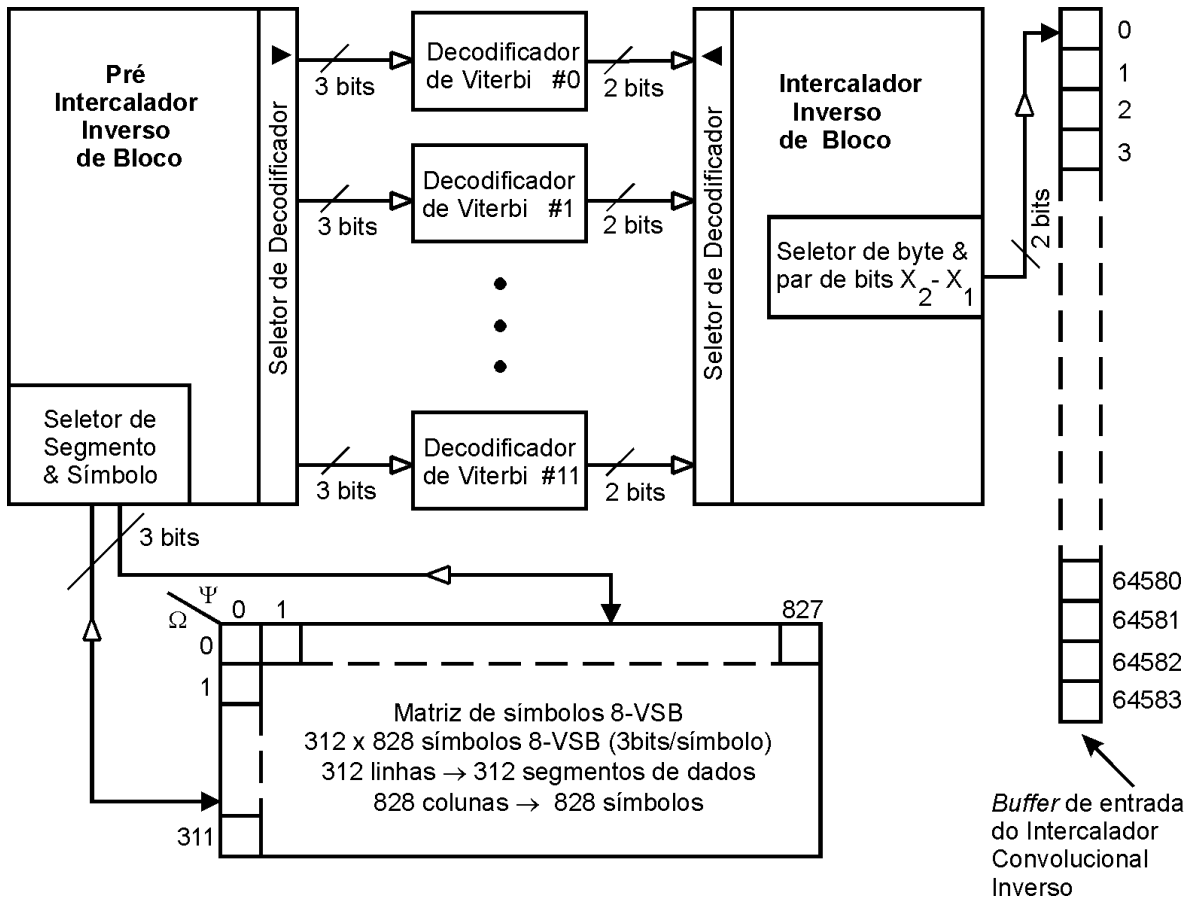 Pré
Intercalador
Inverso
de Bloco
Seletor de Decodificador
3 bits
Decodificador
de Viterbi #0
2 bits
Seletor de Decodificador
Intercalador
Inverso
de Bloco
0
1
2
3
3 bits
Decodificador
de Viterbi #1
2 bits
Seletor de byte &
par de bits X2- X1
2 bits
Seletor de
Segmento
& Símbolo
3 bits
Decodificador
de Viterbi #11
2 bits
3 bits
Ψ
Ω
0
1
827
0
1
311
Matriz de símbolos 8-VSB
312 x 828 símbolos 8-VSB (3bits/símbolo)
312 linhas → 312 segmentos de dados
828 colunas → 828 símbolos
64580
64581
64582
64583
Buffer de entrada
do Intercalador
Convolucional
Inverso